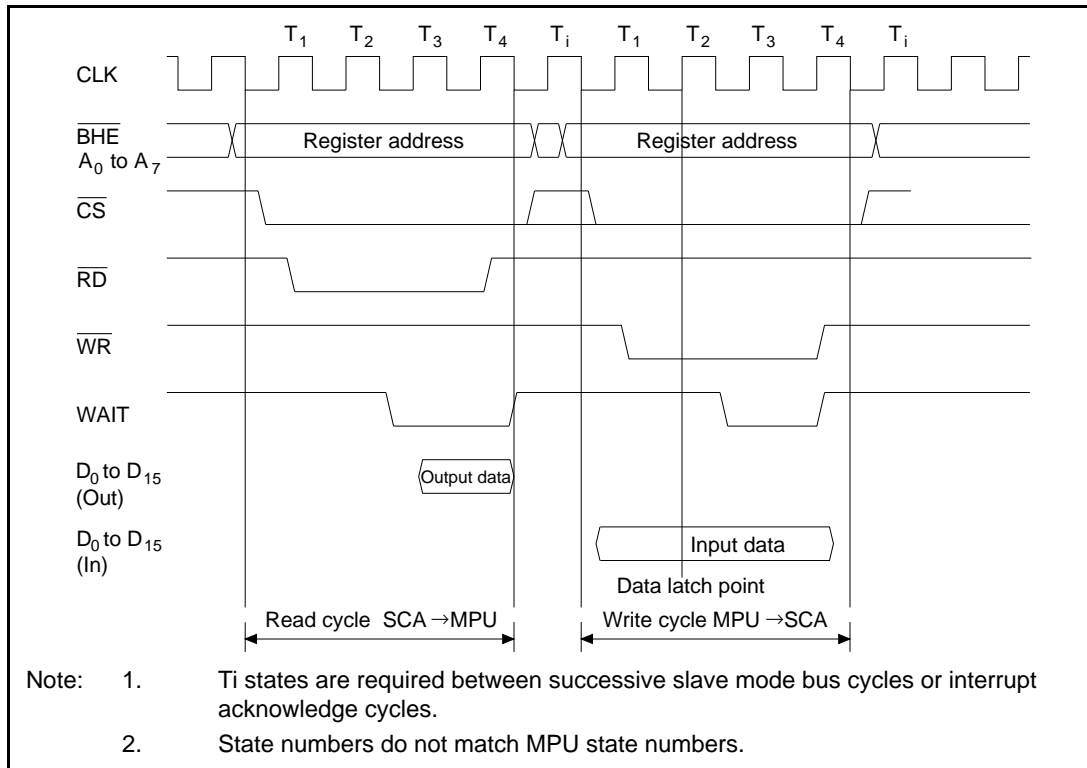 T1 T2 T3 T4 Ti T1 T2 T3 T4 Ti
CLK
BHE
A0 to A7
Register address Register address
CS
RD
WR
WAIT
D0 to D15
(Out)
Output data
D0 to D15
(In)
Input data
Data latch point
Read cycle SCA →MPU Write cycle MPU →SCA
Note: 1. Ti states are required between successive slave mode bus cycles or interrupt
acknowledge cycles.
2. State numbers do not match MPU state numbers.